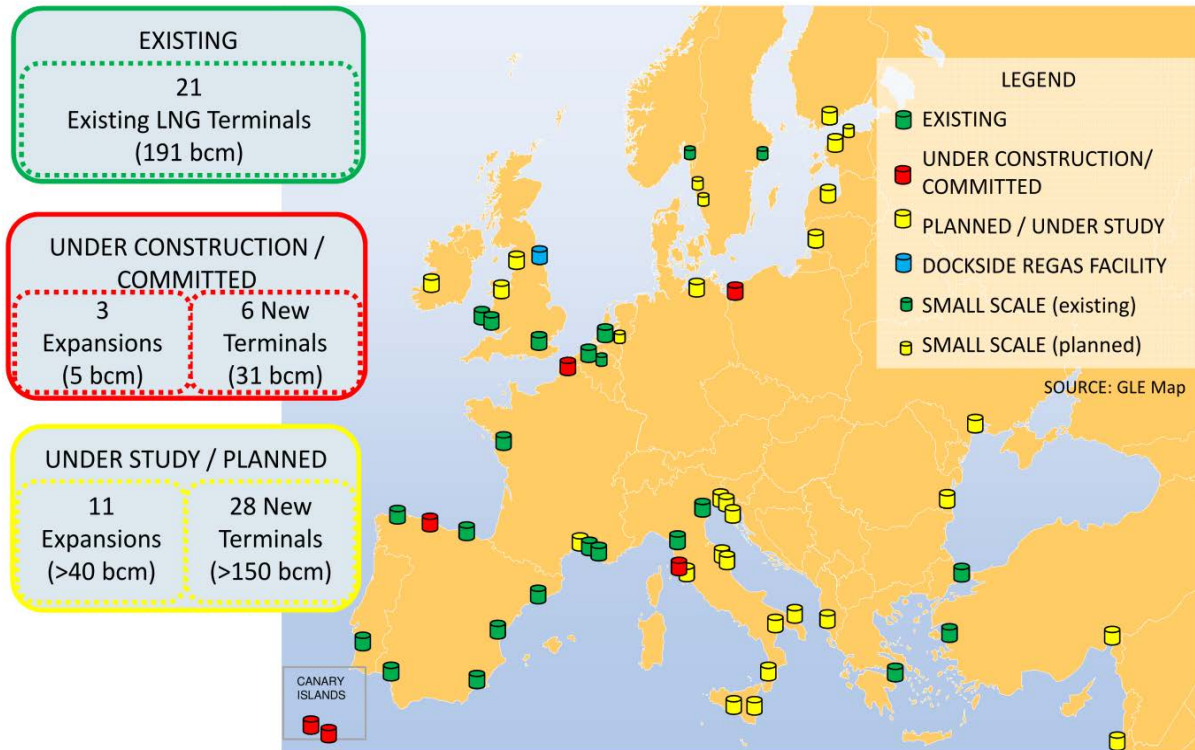 EXISTING
21
Existing LNG Terminals
(191 bcm)
UNDER CONSTRUCTION /
COMMITTED
3
Expansions
(5 bcm)
6 New
Terminals
(31 bcm)
UNDER STUDY / PLANNED
11
Expansions
(>40 bcm)
28 New
Terminals
(>150 bcm)
LEGEND
EXISTING
UNDER CONSTRUCTION/
COMMITTED
PLANNED / UNDER STUDY
DOCKSIDE REGAS FACILITY
SMALL SCALE (existing)
SMALL SCALE (planned)
SOURCE: GLE Map
CANARY
ISLANDS